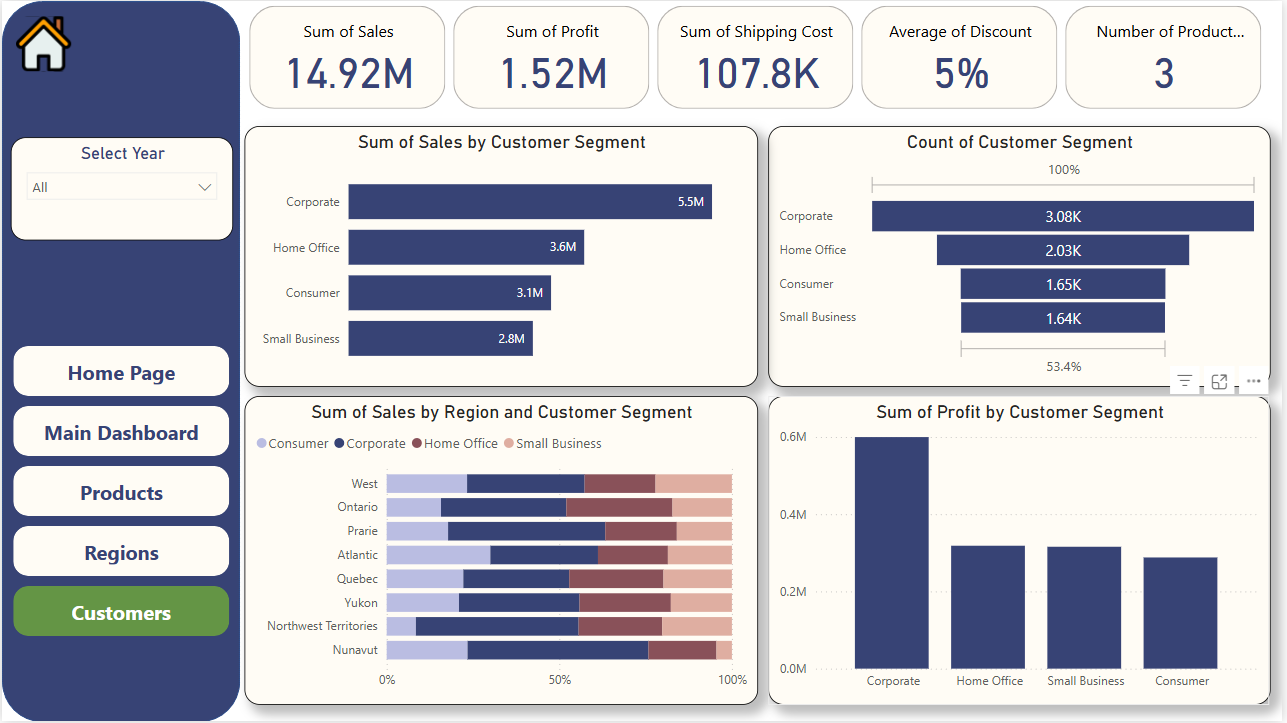 Sum of Sales
14.92M
Sum of Profit
1.52M
Sum of Shipping Cost
107.8K
Average of Discount
5%
Number of Product...
3
Select Year
All
Home Page
Main Dashboard
Products
Regions
Customers
Sum of Sales by Customer Segment
Corporate 5.5M
Home Office 3.6M
Consumer 3.1M
Small Business 2.8M
Count of Customer Segment
100%
Corporate 3.08K
Home Office 2.03K
Consumer 1.65K
Small Business 1.64K
53.4%
Sum of Sales by Region and Customer Segment
Consumer Corporate Home Office Small Business
West
Ontario
Prarie
Atlantic
Quebec
Yukon
Northwest Territories
Nunavut
0% 50% 100%
Sum of Profit by Customer Segment
0.6M
0.4M
0.2M
0.0M
Corporate Home Office Small Business Consumer